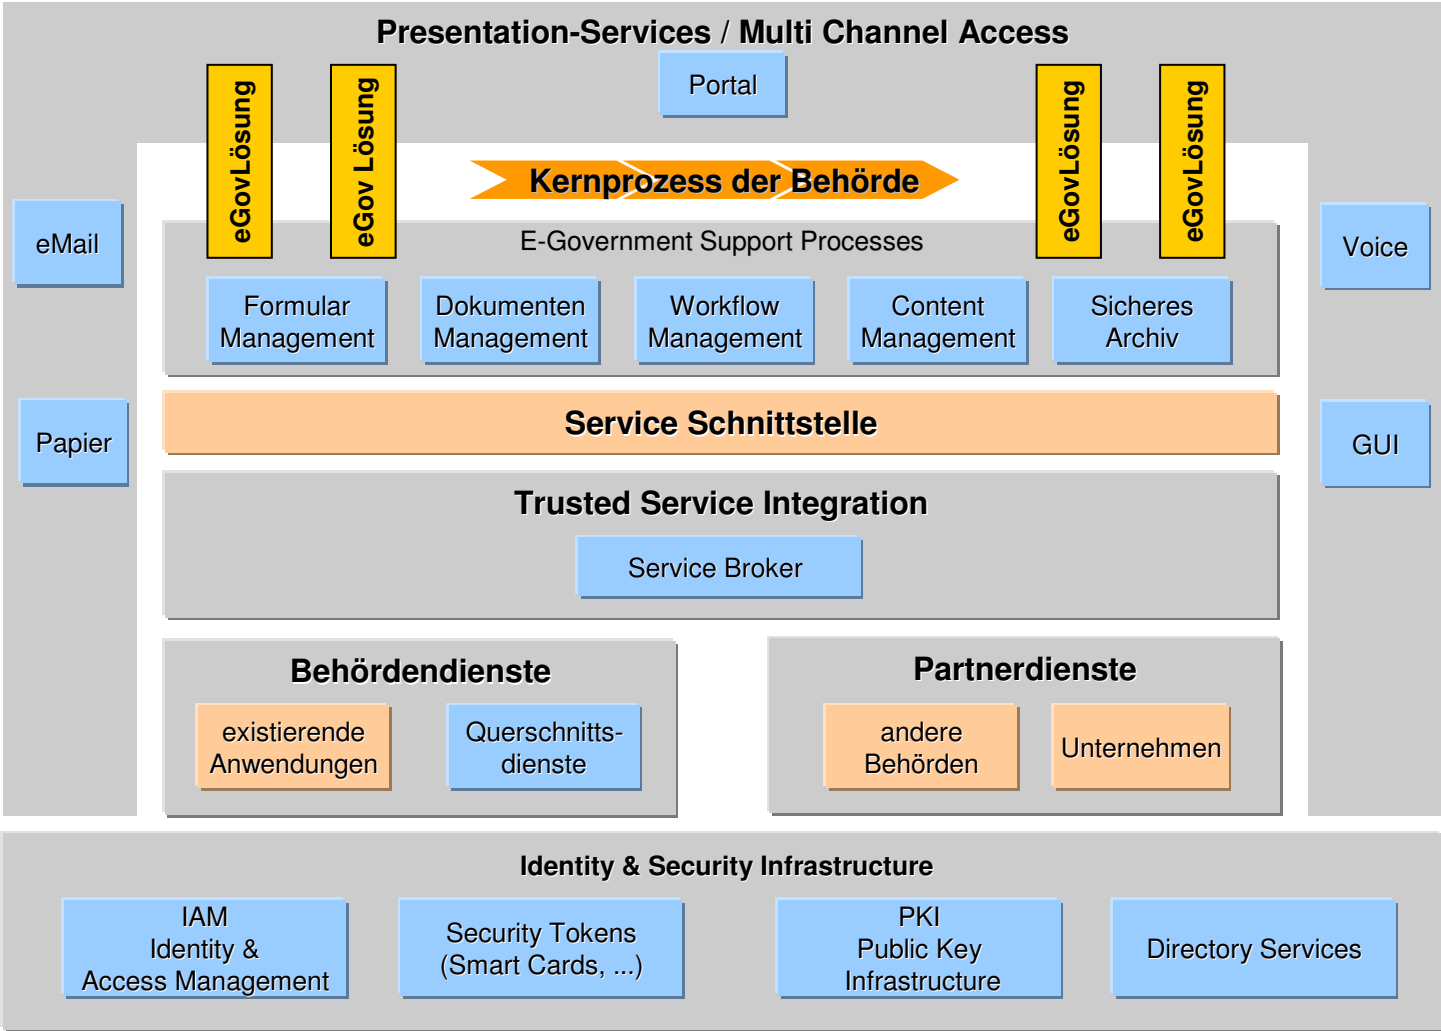 Presentation-Services / Multi Channel Access
Portal
eGovLösung
eGov Lösung
eGovLösung
eGovLösung
Kernprozess der Behörde
eMail
Voice
E-Government Support Processes
Formular
Management
Dokumenten
Management
Workflow
Management
Content
Management
Sicheres
Archiv
Papier
GUI
Service Schnittstelle
Trusted Service Integration
Service Broker
Behördendienste
existierende
Anwendungen
Querschnitts-
dienste
Partnerdienste
andere
Behörden
Unternehmen
Identity & Security Infrastructure
IAM
Identity &
Access Management
Security Tokens
(Smart Cards, ...)
PKI
Public Key
Infrastructure
Directory Services